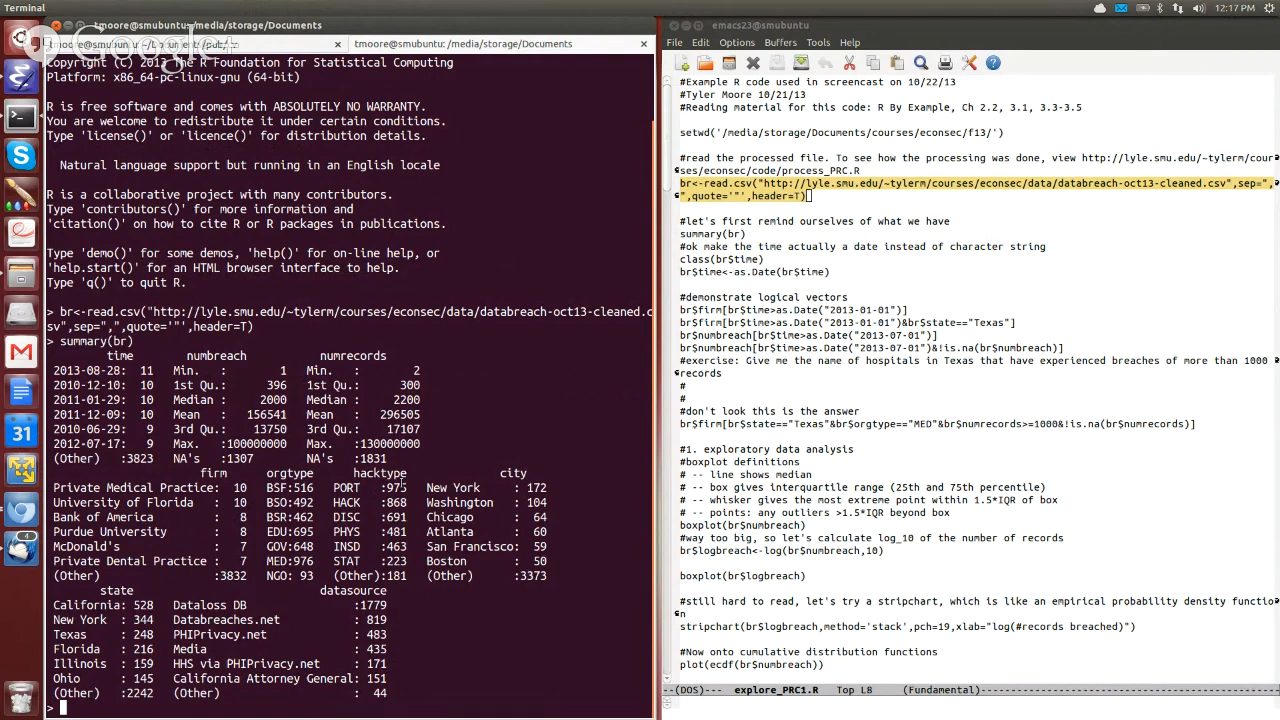 Terminal
12:17 PM
tmoore@smubuntu: /media/storage/Documents
emacs23@smubuntu
Google+
tmoore@smubuntu: /media/storage/Documents
File Edit Options Buffers Tools Help
The R Foundation for Statistical Computing
Platform: x86_64-pc-linux-gnu (64-bit)
R is free software and comes with ABSOLUTELY NO WARRANTY.
You are welcome to redistribute it under certain conditions.
Type 'license()' or 'licence()' for distribution details.
Natural language support but running in an English locale
R is a collaborative project with many contributors.
Type 'contributors()' for more information and
'citation()' on how to cite R or R packages in publications.
Type 'demo()' for some demos, 'help()' for on-line help, or
'help.start()' for an HTML browser interface to help.
Type 'q()' to quit R.
> br<-read.csv("http://lyle.smu.edu/~tylerm/courses/econsec/data/databreach-oct13-cleaned.c
sv",sep=",",quote='"',header=T)
> summary(br)
time numbreach numrecords
2013-08-28: 11 Min. : 1 Min. : 2
2010-12-10: 10 1st Qu.: 396 1st Qu.: 300
2011-01-29: 10 Median : 2000 Median : 2200
2011-12-09: 10 Mean : 156541 Mean : 296505
2010-06-29: 9 3rd Qu.: 13750 3rd Qu.: 17107
2012-07-17: 9 Max. :100000000 Max. :130000000
(Other) :3823 NA's :1307 NA's :1831
firm orgtype hacktype city
Private Medical Practice: 10 BSF:516 PORT :975 New York : 172
University of Florida : 10 BSO:492 HACK :868 Washington : 104
Bank of America : 8 BSR:462 DISC :691 Chicago : 64
Purdue University : 8 EDU:695 PHYS :481 Atlanta : 60
McDonald's : 7 GOV:648 INSD :463 San Francisco: 59
Private Dental Practice : 7 MED:976 STAT :223 Boston : 50
(Other) :3832 NGO: 93 (Other):181 (Other) :3373
state datasource
California: 528 Dataloss DB :1779
New York : 344 Databreaches.net : 819
Texas : 248 PHIPrivacy.net : 483
Florida : 216 Media : 435
Illinois : 159 HHS via PHIPrivacy.net : 171
Ohio : 145 California Attorney General: 151
(Other) :2242 (Other) : 44
>
#Example R code used in screencast on 10/22/13
#Tyler Moore 10/21/13
#Reading material for this code: R By Example, Ch 2.2, 3.1, 3.3-3.5
setwd('/media/storage/Documents/courses/econsec/f13/')
#read the processed file. To see how the processing was done, view http://lyle.smu.edu/~tylerm/cour
ses/econsec/code/process_PRC.R
br<-read.csv("http://lyle.smu.edu/~tylerm/courses/econsec/data/databreach-oct13-cleaned.csv",sep=",
",quote='"',header=T)
#let's first remind ourselves of what we have
summary(br)
#ok make the time actually a date instead of character string
class(br$time)
br$time<-as.Date(br$time)
#demonstrate logical vectors
br$firm[br$time>as.Date("2013-01-01")]
br$firm[br$time>as.Date("2013-01-01")&br$state=="Texas"]
br$numbreach[br$time>as.Date("2013-07-01")]
br$numbreach[br$time>as.Date("2013-07-01")&!is.na(br$numbreach)]
#exercise: Give me the name of hospitals in Texas that have experienced breaches of more than 1000
records
#
#
#don't look this is the answer
br$firm[br$state=="Texas"&br$orgtype=="MED"&br$numrecords>=1000&!is.na(br$numrecords)]
#1. exploratory data analysis
#boxplot definitions
# -- line shows median
# -- box gives interquartile range (25th and 75th percentile)
# -- whisker gives the most extreme point within 1.5*IQR of box
# -- points: any outliers >1.5*IQR beyond box
boxplot(br$numbreach)
#way too big, so let's calculate log_10 of the number of records
br$logbreach<-log(br$numbreach,10)
boxplot(br$logbreach)
#still hard to read, let's try a stripchart, which is like an empirical probability density functio
n
stripchart(br$logbreach,method='stack',pch=19,xlab="log(#records breached)")
#Now onto cumulative distribution functions
plot(ecdf(br$numbreach))
--(DOS)--- explore_PRC1.R Top L8 (Fundamental)
31
4